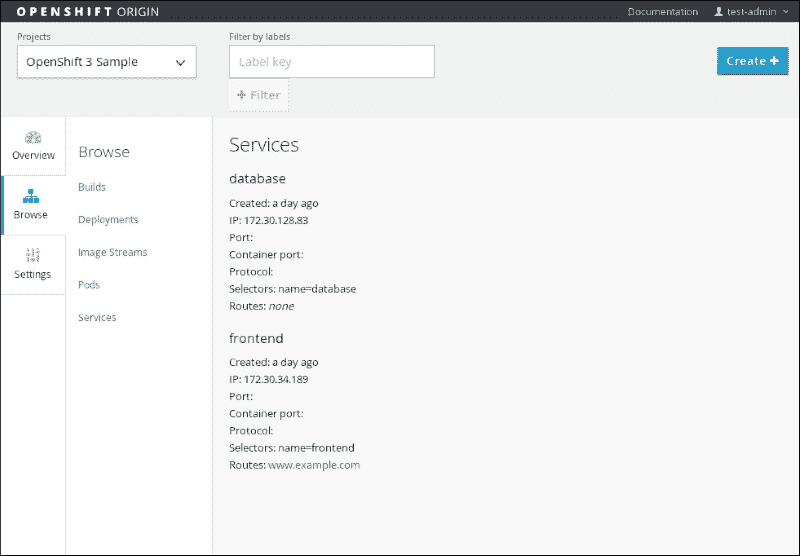 OPENSHIFT ORIGIN
Documentation
test-admin
Projects
Filter by labels
OpenShift 3 Sample
Label key
Create +
+ Filter
Overview
Browse
Settings
Browse
Builds
Deployments
Image Streams
Pods
Services
Services
database
Created: a day ago
IP: 172.30.128.83
Port:
Container port:
Protocol:
Selectors: name=database
Routes: none
frontend
Created: a day ago
IP: 172.30.34.189
Port:
Container port:
Protocol:
Selectors: name=frontend
Routes: www.example.com